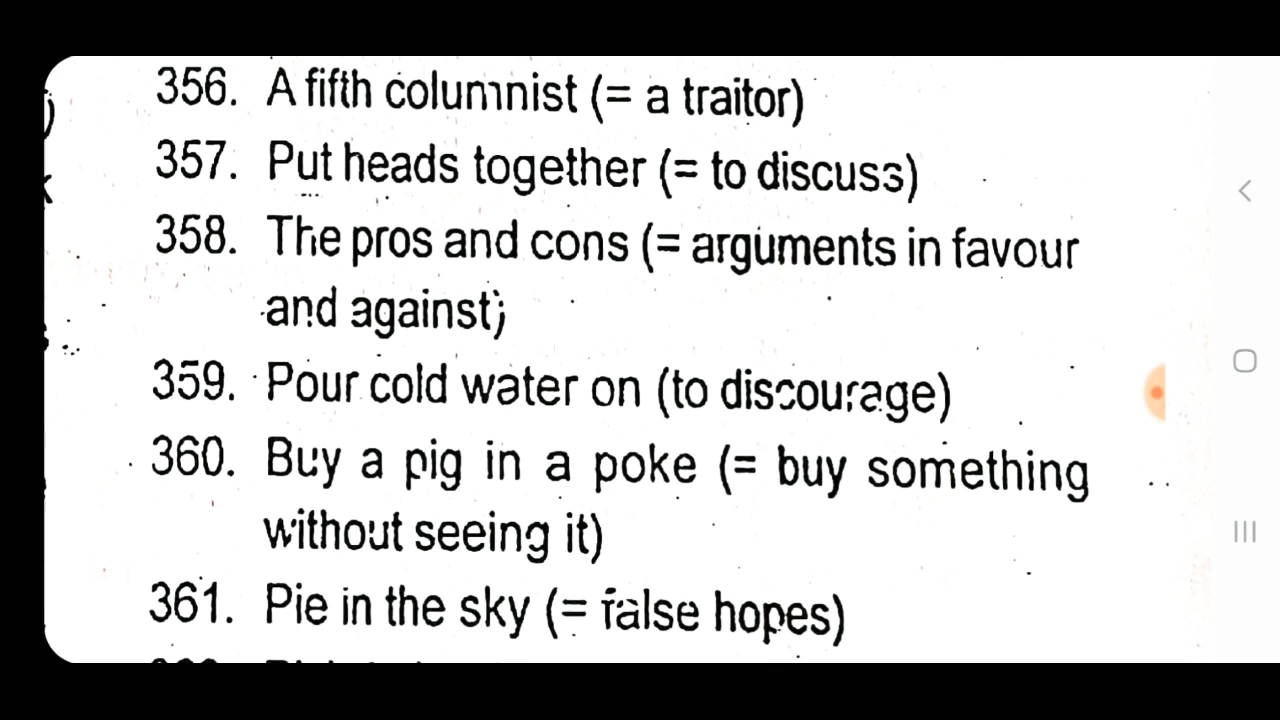 356. A fifth columnist (= a traitor)
357. Put heads together (= to discuss)
358. The pros and cons (= arguments in favour
and against)
359. Pour cold water on (to discourage)
360. Buy a pig in a poke (= buy something
without seeing it)
361. Pie in the sky (= false hopes)